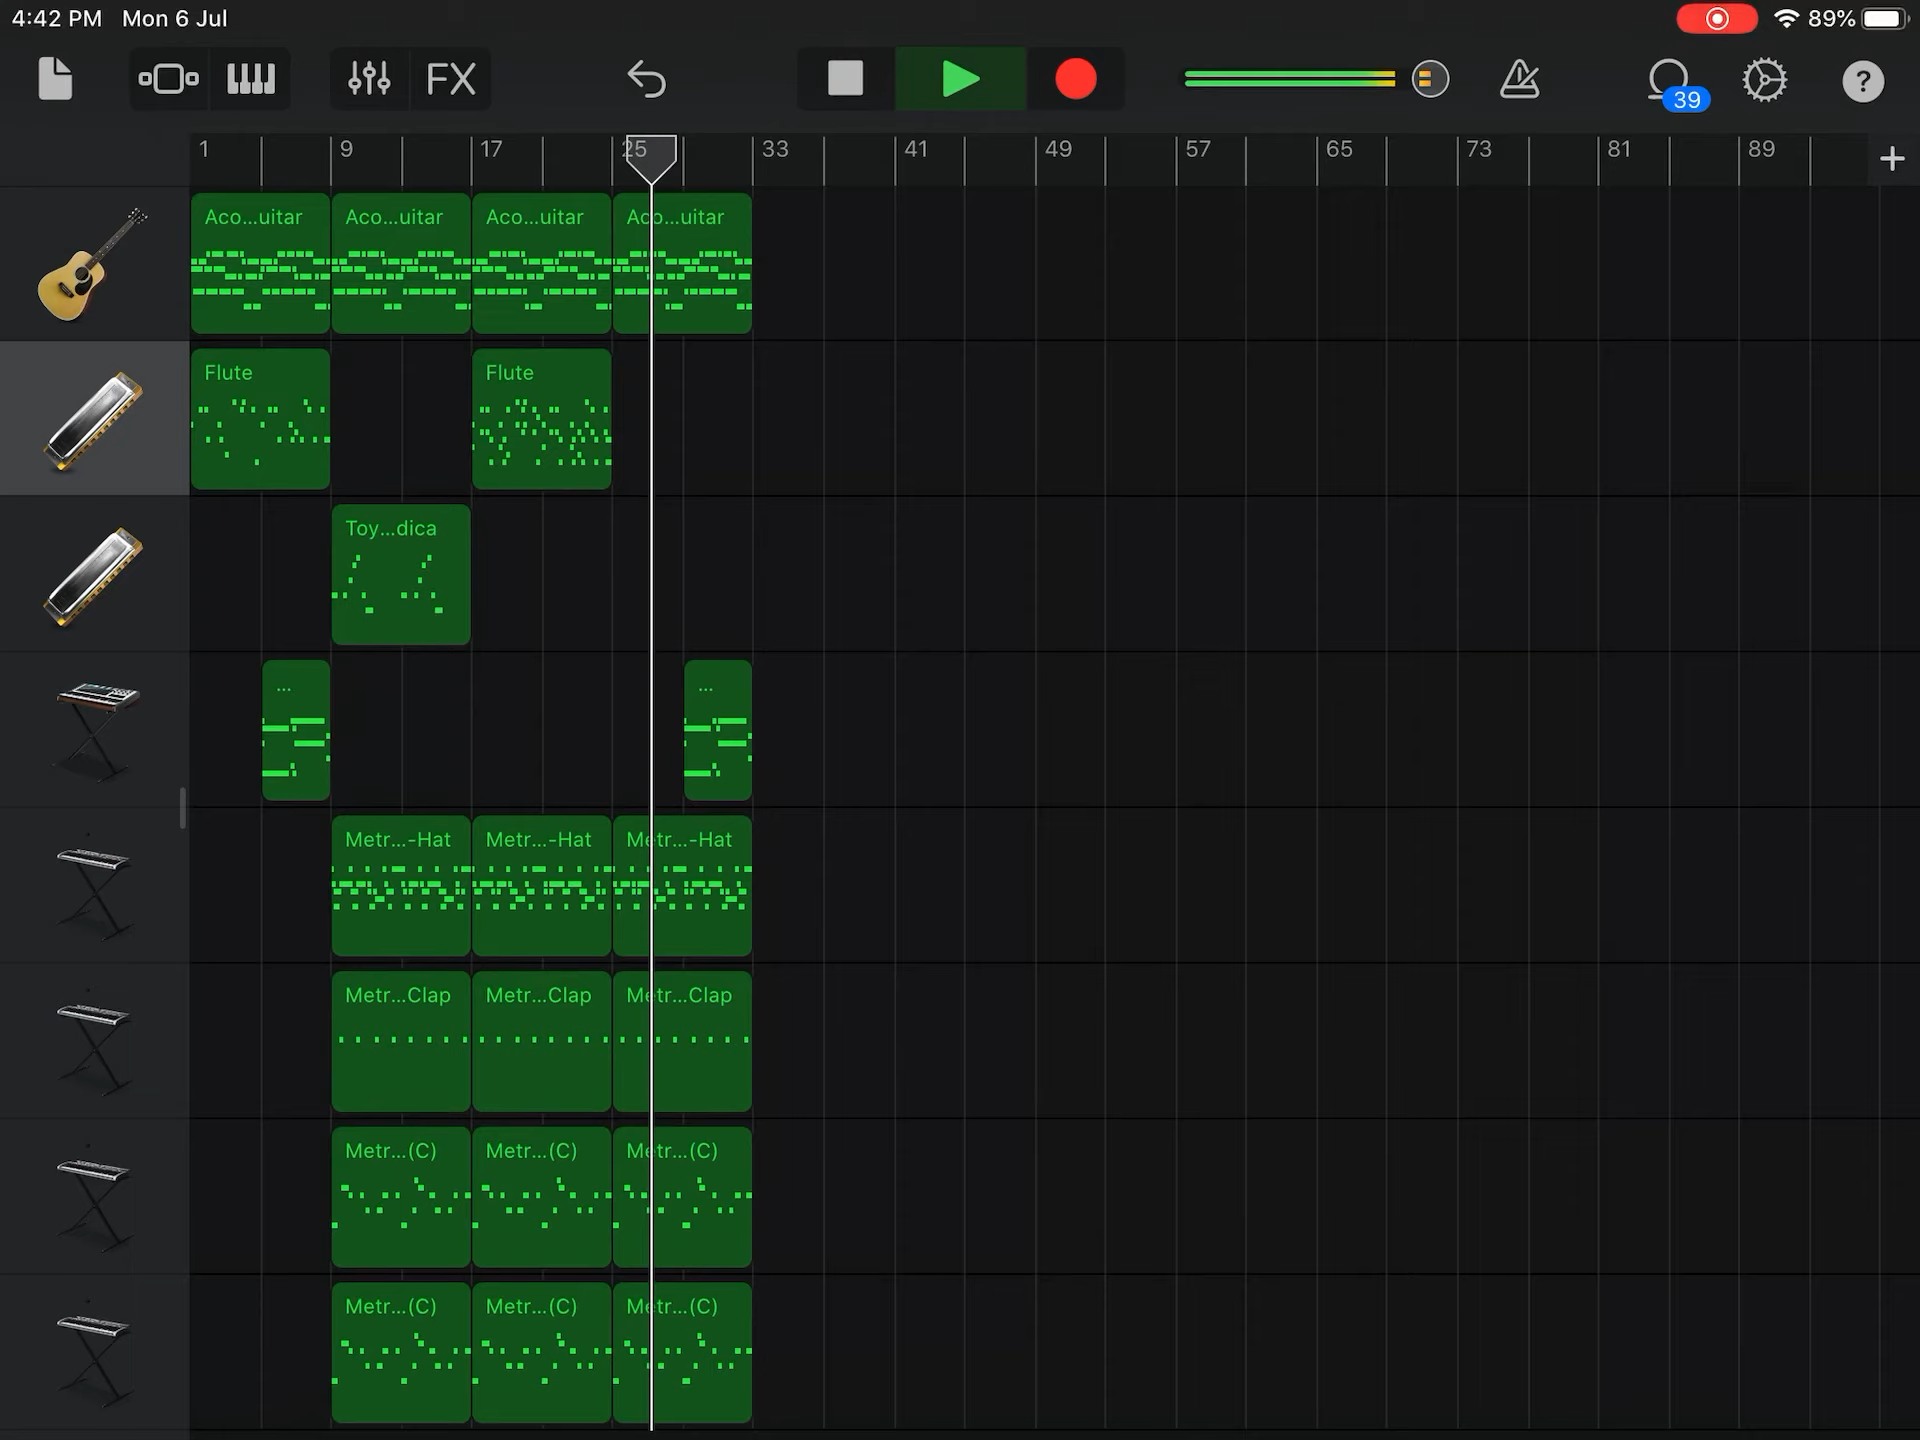 4:42 PM Mon 6 Jul 89%
FX
39
?
1 9 17 25 33 41 49 57 65 73 81 89 +
Aco...uitar Aco...uitar Aco...uitar Aco...uitar
Flute Flute
Toy...dica
... ...
Metr...-Hat Metr...-Hat Metr...-Hat
Metr...Clap Metr...Clap Metr...Clap
Metr...(C) Metr...(C) Metr...(C)
Metr...(C) Metr...(C) Metr...(C)